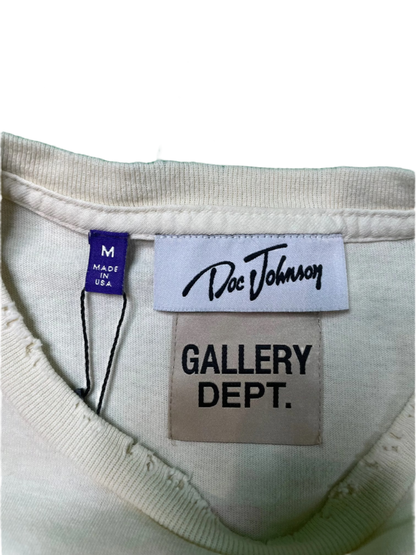 M
MADE
IN
USA
Doc Johnson
GALLERY
DEPT.